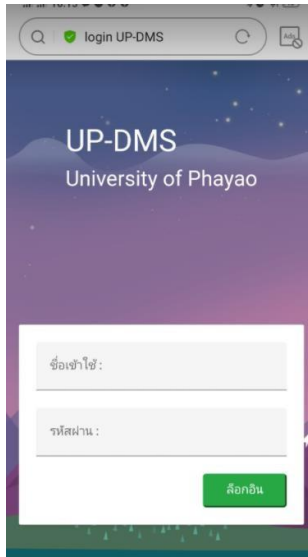 login UP-DMS
Ads
UP-DMS
University of Phayao
ชื่อเข้าใช้ :
รหัสผ่าน :
ล็อกอิน